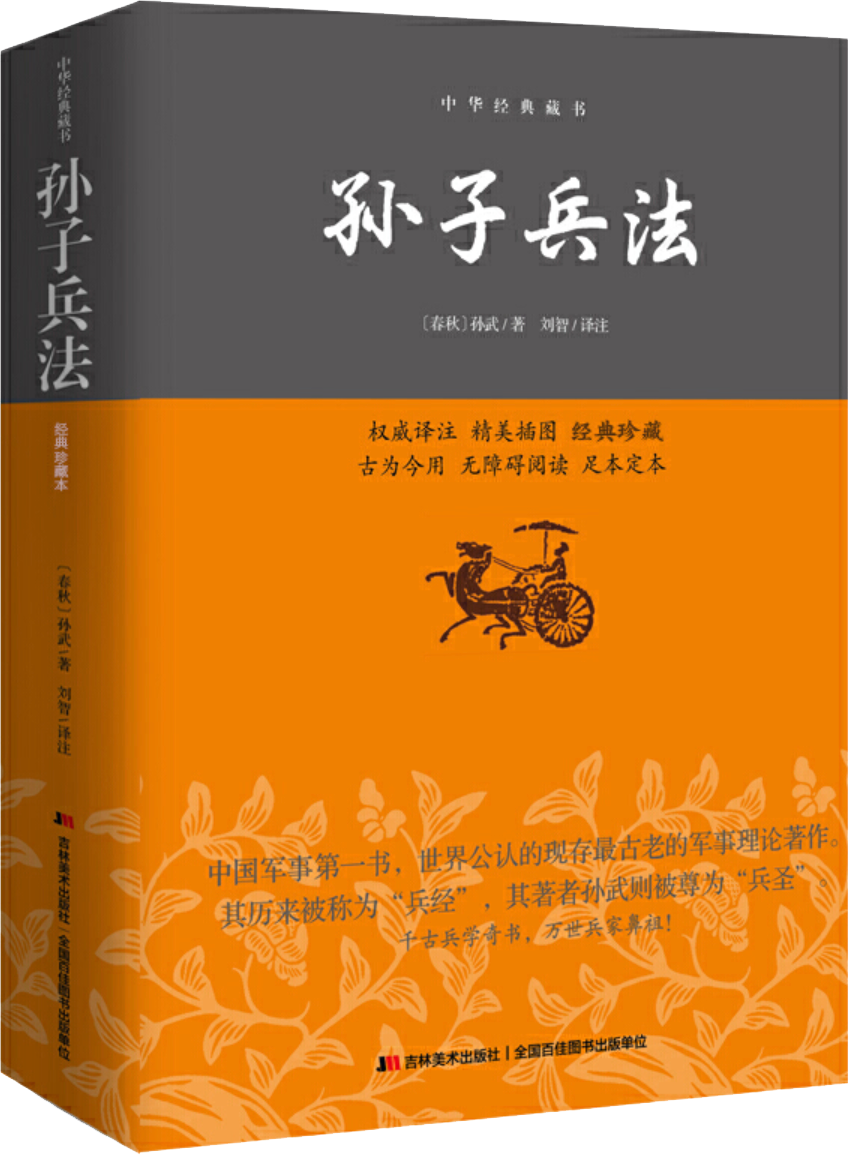 中华经典藏书
孙子兵法
经典珍藏本
〔春秋〕孙武/著 刘智/译注
吉林美术出版社|全国百佳图书出版单位
中华经典藏书
孙子兵法
〔春秋〕孙武/著 刘智/译注
权威译注 精美插图 经典珍藏
古为今用 无障碍阅读 足本定本
中国军事第一书，世界公认的现存最古老的军事理论著作。
其历来被称为“兵经”，其著者孙武则被尊为“兵圣”。
千古兵学奇书，万世兵家鼻祖！
吉林美术出版社|全国百佳图书出版单位